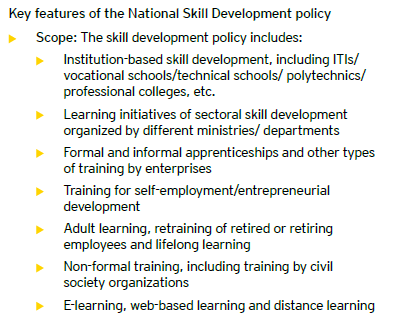 Key features of the National Skill Development policy
Scope: The skill development policy includes:
Institution-based skill development, including ITIs/
vocational schools/technical schools/ polytechnics/
professional colleges, etc.
Learning initiatives of sectoral skill development
organized by different ministries/ departments
Formal and informal apprenticeships and other types
of training by enterprises
Training for self-employment/entrepreneurial
development
Adult learning, retraining of retired or retiring
employees and lifelong learning
Non-formal training, including training by civil
society organizations
E-learning, web-based learning and distance learning